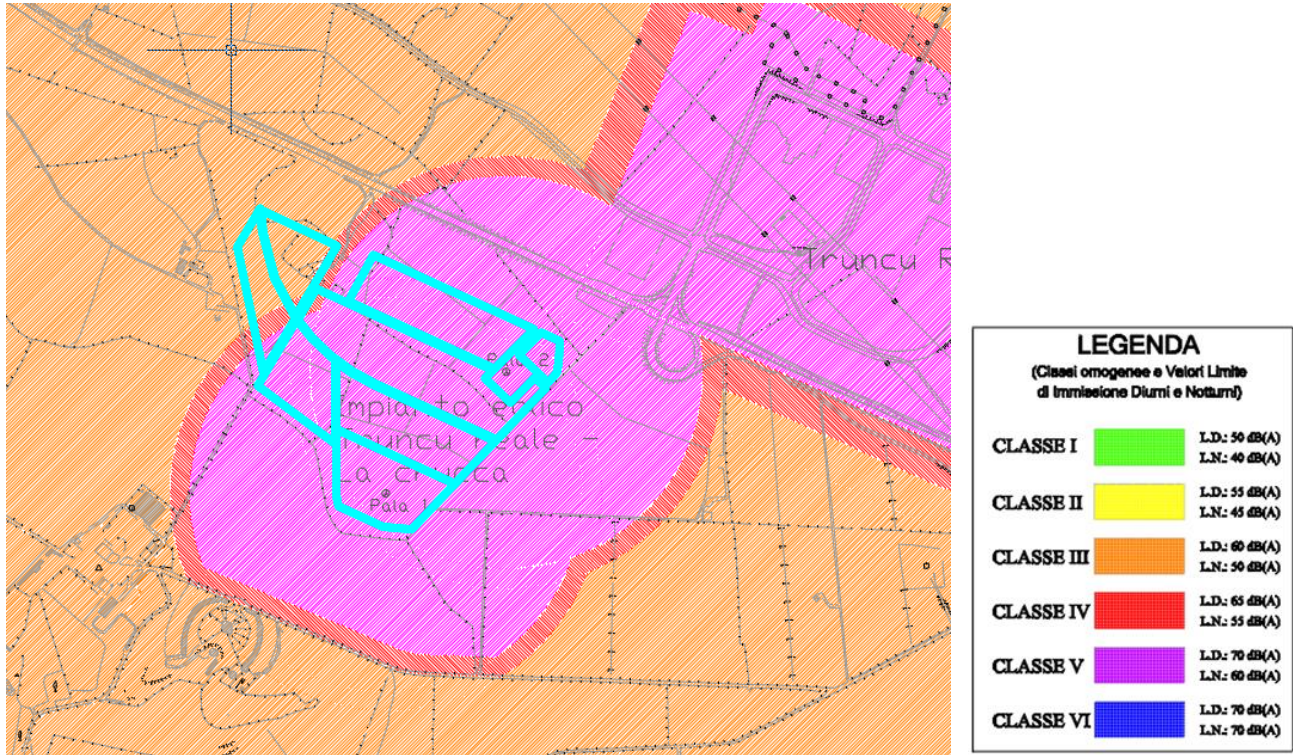 Truncu R
Pala 2
Impianto eolico
Truncu Reale -
La crucca
Pala 1
LEGENDA
(Classi omogenee e Valori Limite
di Immissione Diurni e Notturni)
CLASSE I
L.D.: 50 dB(A)
L.N.: 40 dB(A)
CLASSE II
L.D.: 55 dB(A)
L.N.: 45 dB(A)
CLASSE III
L.D.: 60 dB(A)
L.N.: 50 dB(A)
CLASSE IV
L.D.: 65 dB(A)
L.N.: 55 dB(A)
CLASSE V
L.D.: 70 dB(A)
L.N.: 60 dB(A)
CLASSE VI
L.D.: 70 dB(A)
L.N.: 70 dB(A)